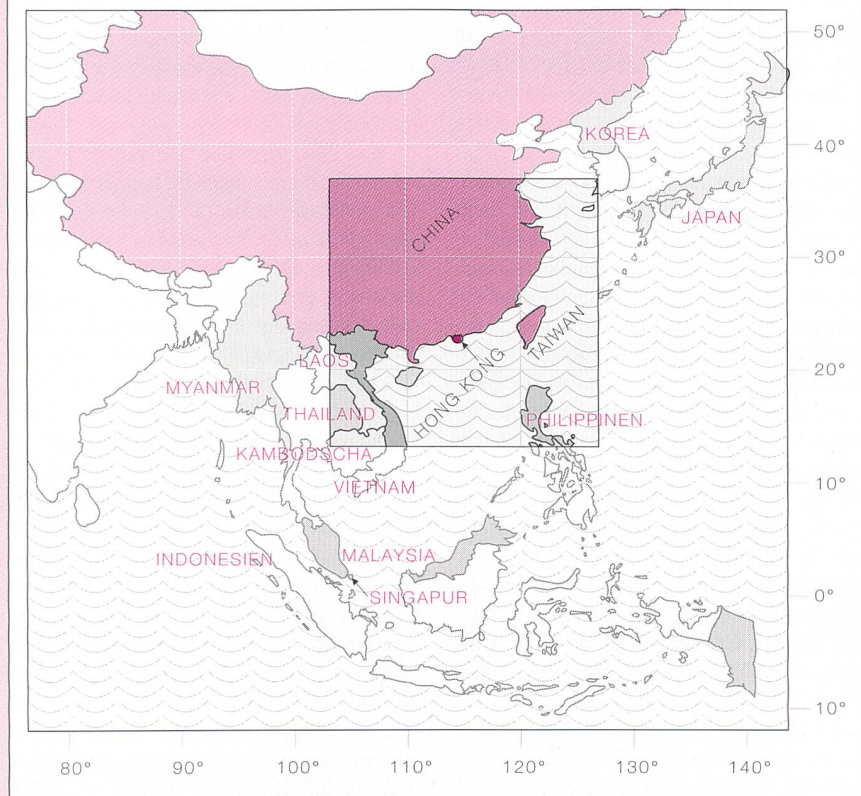 50°
KOREA
40°
JAPAN
CHINA
30°
TAIWAN
LAOS
HONG KONG
20°
MYANMAR
THAILAND
PHILIPPINEN
KAMBODSCHA
VIETNAM
10°
INDONESIEN
MALAYSIA
SINGAPUR
0°
10°
80° 90° 100° 110° 120° 130° 140°